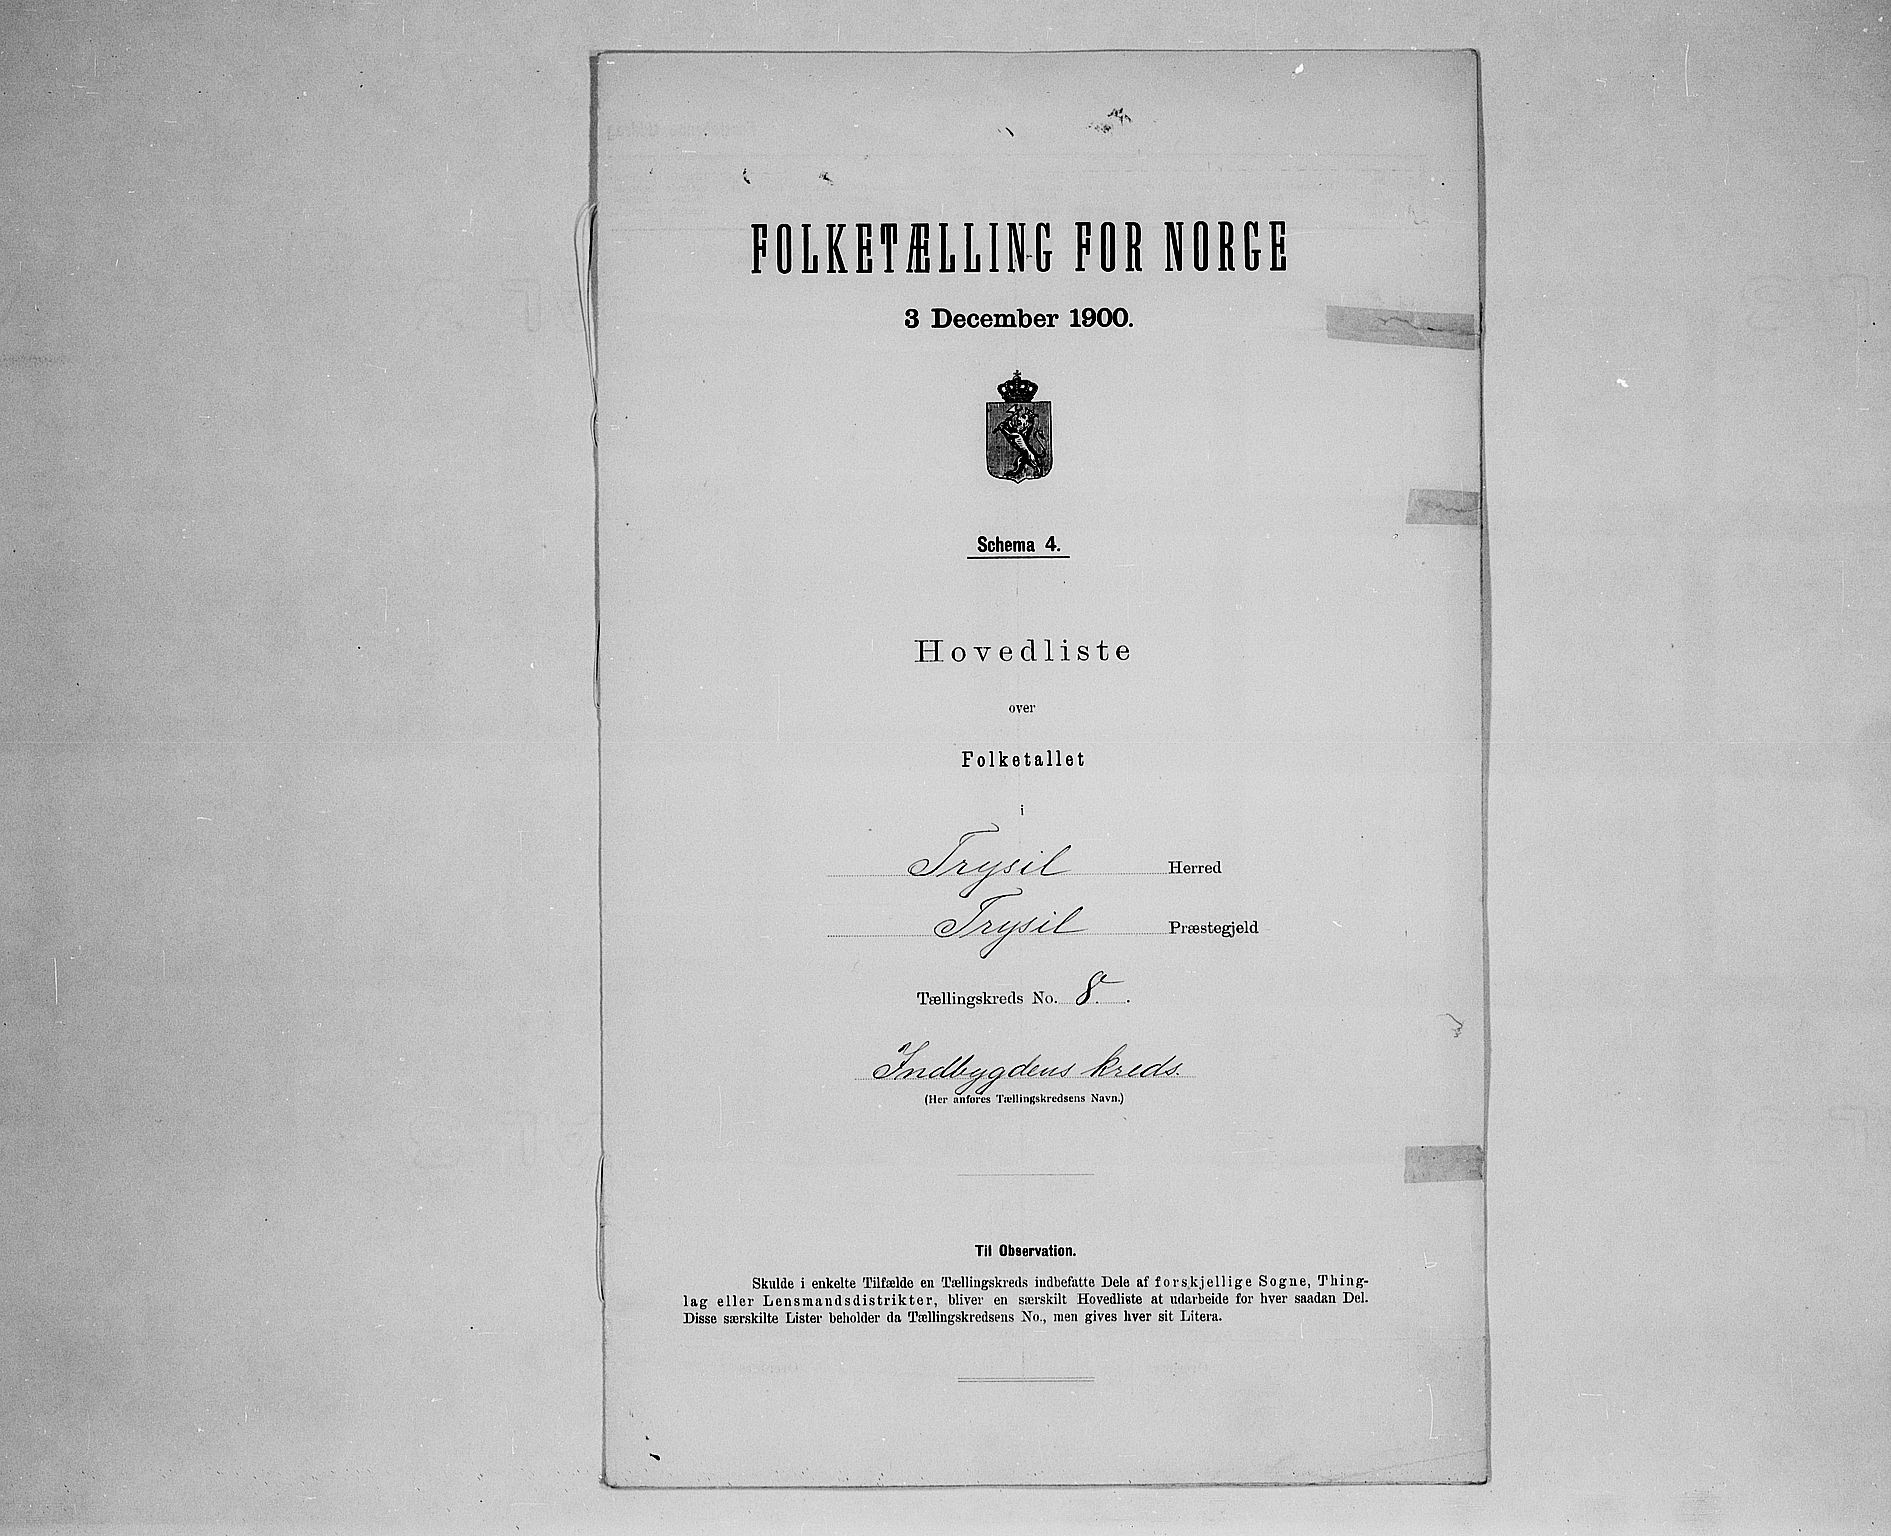 FOLKETÆLLING FOR NORGE
3 December 1900.
Schema 4.
Hovedliste
over
Folketallet
i
Trysil Herred
Trysil Præstegjeld
Tællingskreds No. 8.
Indbygdens kreds.
(Her anføres Tællingskredsens Navn.)
Til Observation.
Skulde i enkelte Tilfælde en Tællingskreds indbefatte Dele af forskjellige Sogne, Thing-
lag eller Lensmandsdistrikter, bliver en særskilt Hovedliste at udarbeide for hver saadan Del.
Disse særskilte Lister beholder da Tællingskredsens No., men gives hver sit Litera.